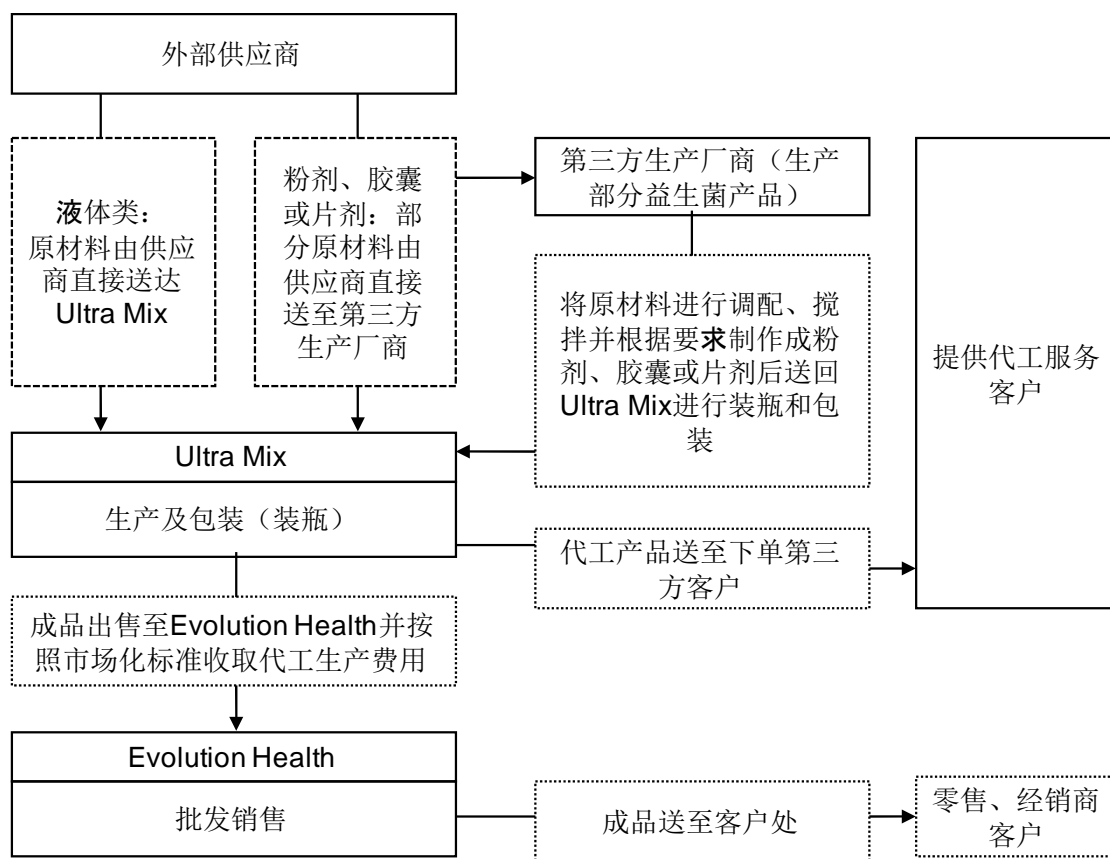 外部供应商
液体类：
原材料由供应
商直接送达
Ultra Mix
粉剂、胶囊
或片剂：部
分原材料由
供应商直接
送至第三方
生产厂商
第三方生产厂商（生产
部分益生菌产品）
将原材料进行调配、搅
拌并根据要求制作成粉
剂、胶囊或片剂后送回
Ultra Mix进行装瓶和包
装
提供代工服务
客户
Ultra Mix
生产及包装（装瓶）
代工产品送至下单第三
方客户
成品出售至Evolution Health并按
照市场化标准收取代工生产费用
Evolution Health
批发销售
成品送至客户处
零售、经销商
客户